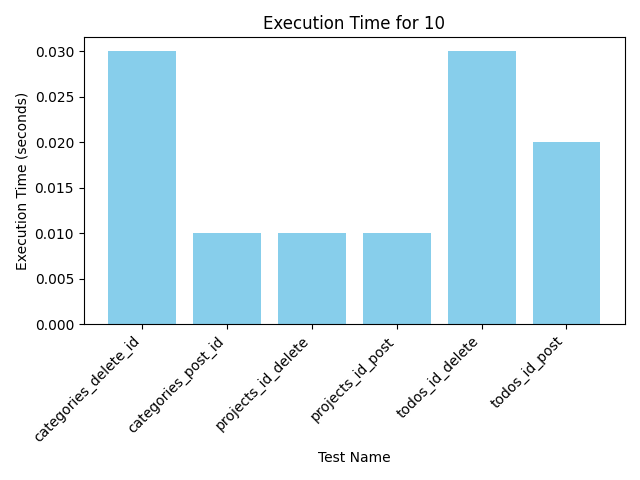 Execution Time for 10
Execution Time (seconds)
0.030
0.025
0.020
0.015
0.010
0.005
0.000
categories_delete_id
categories_post_id
projects_id_delete
projects_id_post
todos_id_delete
todos_id_post
Test Name